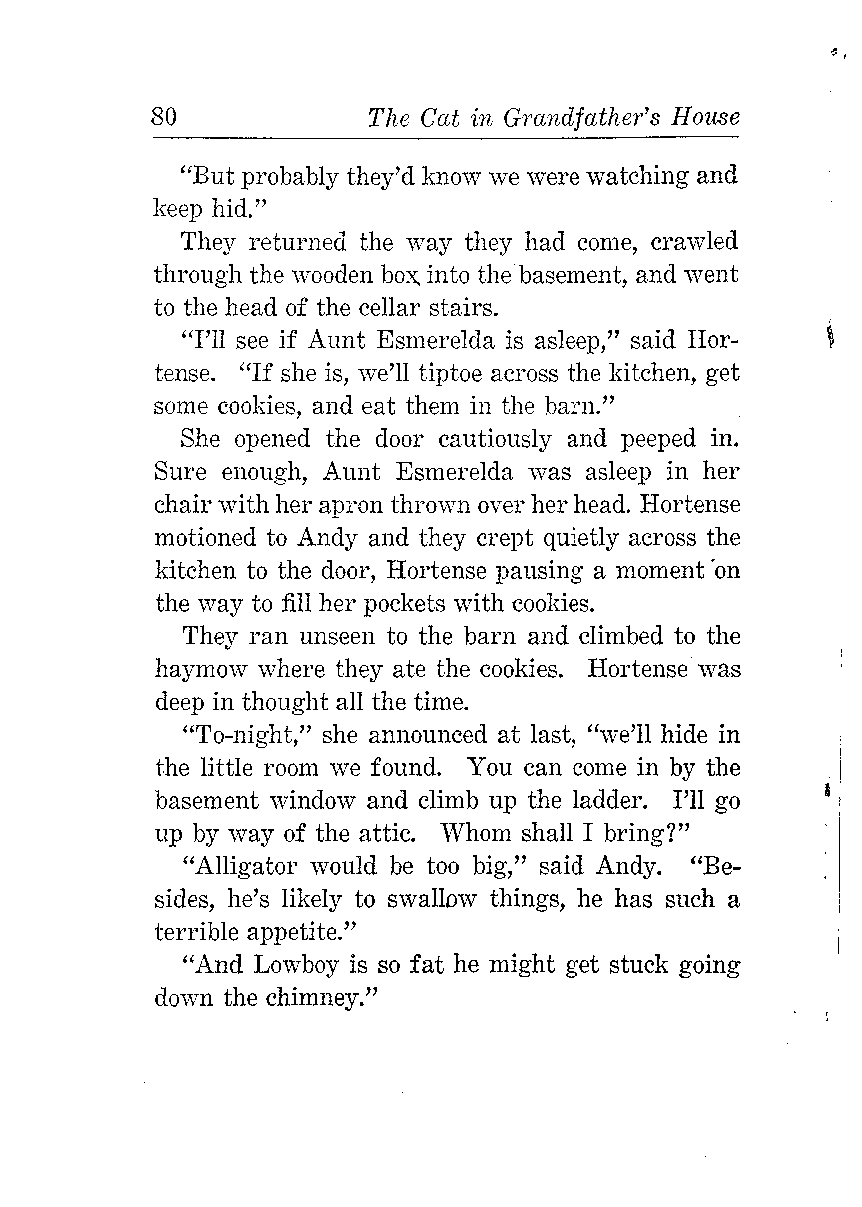 80 The Cat in Grandfather's House
“But probably they’d know we were watching and
keep hid.”
They returned the way they had come, crawled
through the wooden box into the basement, and went
to the head of the cellar stairs.
“I’ll see if Aunt Esmerelda is asleep,” said Hor-
tense. “If she is, we’ll tiptoe across the kitchen, get
some cookies, and eat them in the barn.”
She opened the door cautiously and peeped in.
Sure enough, Aunt Esmerelda was asleep in her
chair with her apron thrown over her head. Hortense
motioned to Andy and they crept quietly across the
kitchen to the door, Hortense pausing a moment on
the way to fill her pockets with cookies.
They ran unseen to the barn and climbed to the
haymow where they ate the cookies. Hortense was
deep in thought all the time.
“To-night,” she announced at last, “we’ll hide in
the little room we found. You can come in by the
basement window and climb up the ladder. I’ll go
up by way of the attic. Whom shall I bring?”
“Alligator would be too big,” said Andy. “Be-
sides, he’s likely to swallow things, he has such a
terrible appetite.”
“And Lowboy is so fat he might get stuck going
down the chimney.”